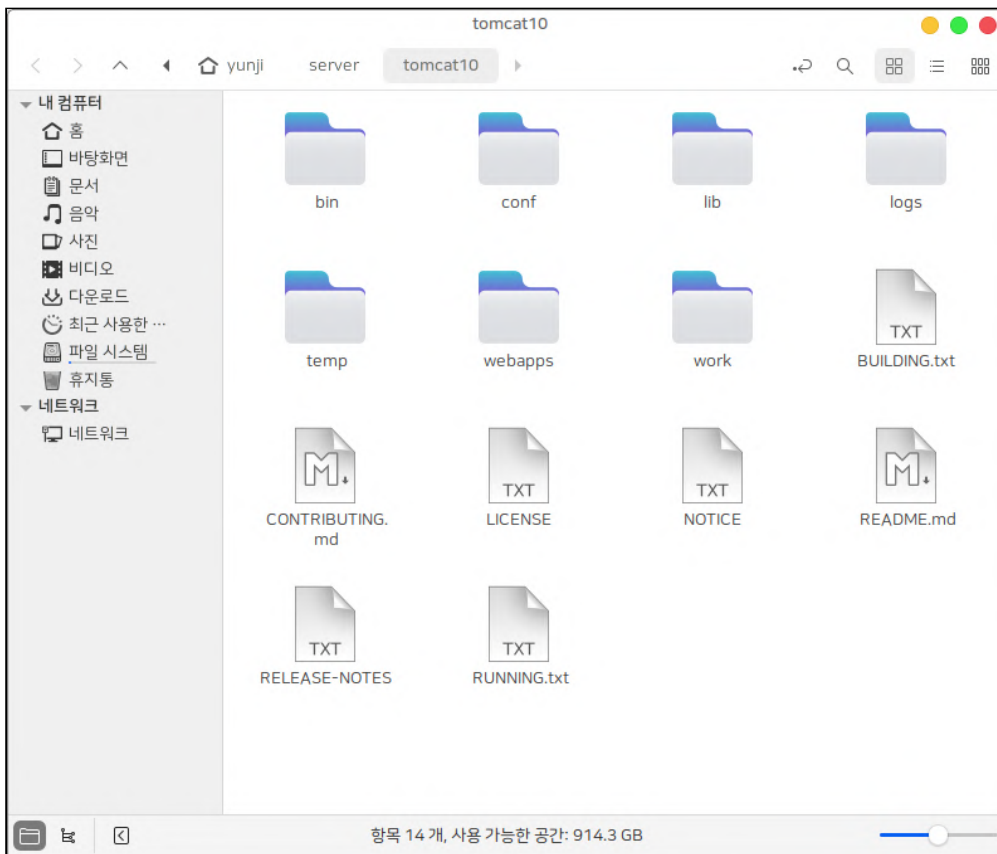 tomcat10
yunji server tomcat10
내 컴퓨터
홈
바탕화면
문서
음악
사진
비디오
다운로드
최근 사용한 …
파일 시스템
휴지통
네트워크
네트워크
bin conf lib logs
TXT
temp webapps work BUILDING.txt
TXT TXT
CONTRIBUTING. LICENSE NOTICE README.md
md
TXT TXT
RELEASE-NOTES RUNNING.txt
항목 14 개, 사용 가능한 공간: 914.3 GB